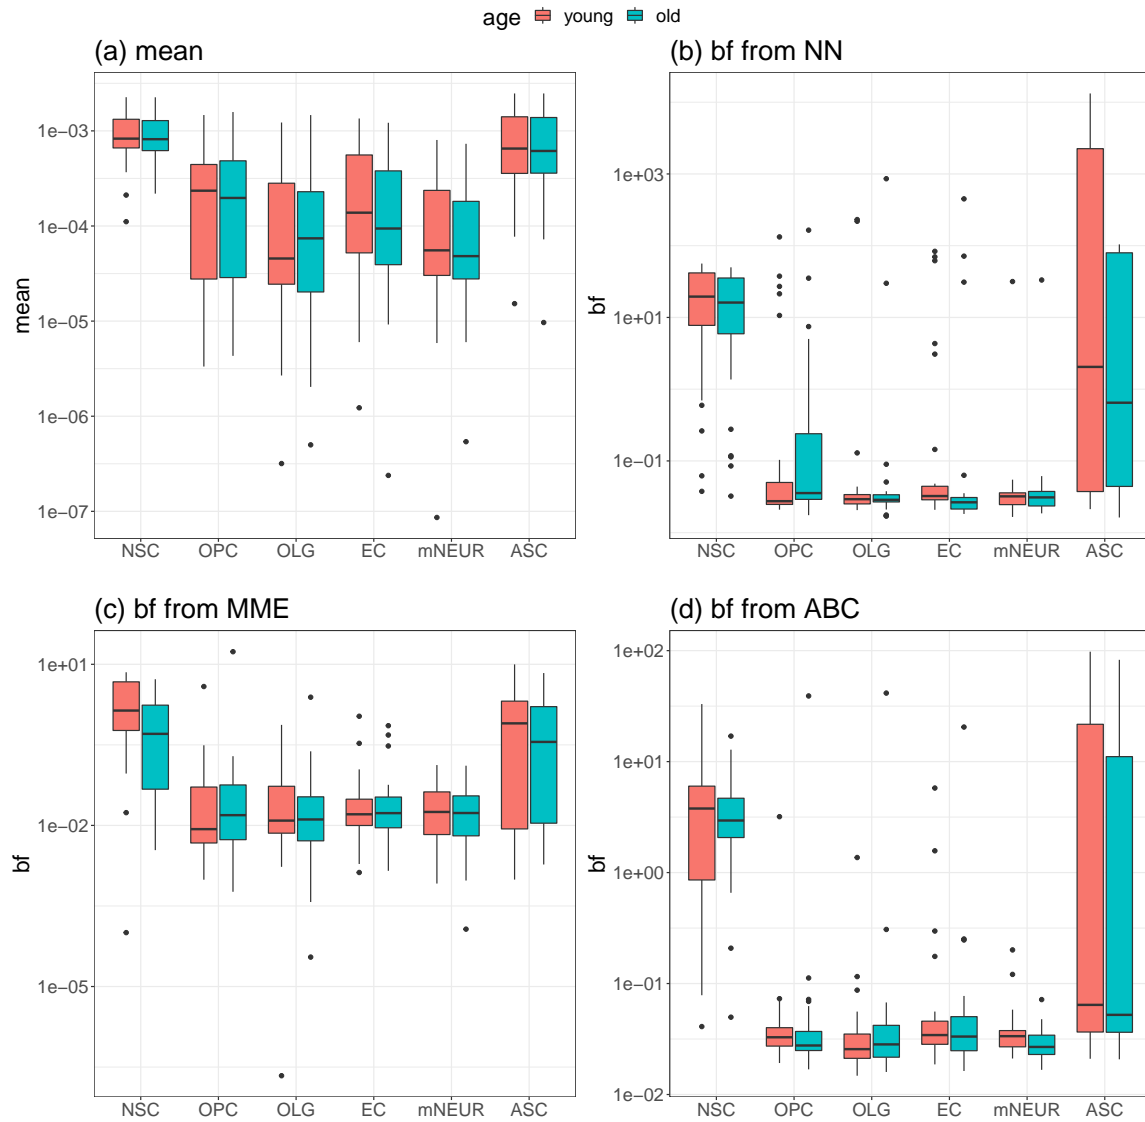 age young old
(a) mean
mean
1e−03
1e−04
1e−05
1e−06
1e−07
NSC OPC OLG EC mNEUR ASC
(b) bf from NN
bf
1e+03
1e+01
1e−01
NSC OPC OLG EC mNEUR ASC
(c) bf from MME
bf
1e+01
1e−02
1e−05
NSC OPC OLG EC mNEUR ASC
(d) bf from ABC
bf
1e+02
1e+01
1e+00
1e−01
1e−02
NSC OPC OLG EC mNEUR ASC